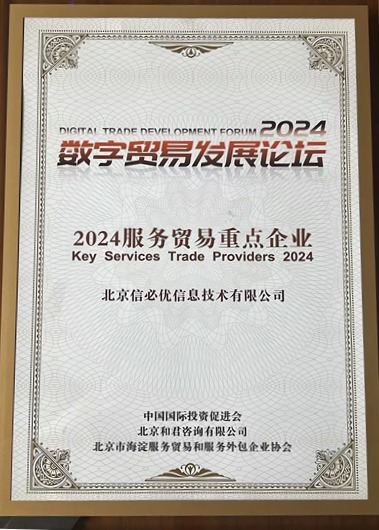 DIGITAL TRADE DEVELOPMENT FORUM 2024
数字贸易发展论坛
2024服务贸易重点企业
Key Services Trade Providers 2024
北京信必优信息技术有限公司
中国国际投资促进会
北京和君咨询有限公司
北京市海淀服务贸易和服务外包企业协会